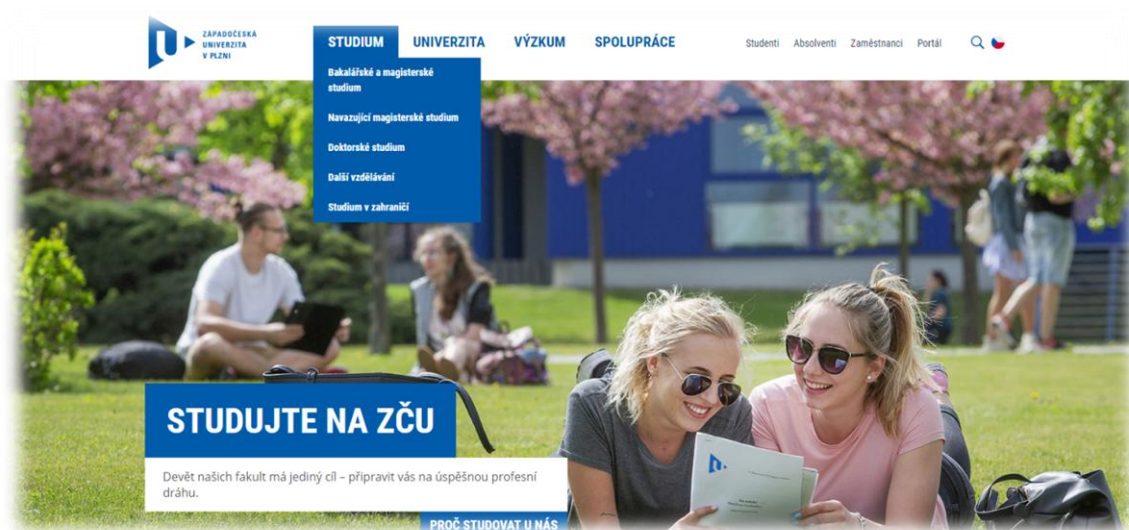 ZÁPADOČESKÁ
UNIVERZITA
V PLZNI
STUDIUM UNIVERZITA VÝZKUM SPOLUPRÁCE
Studenti Absolventi Zaměstnanci Portál
Bakalářské a magisterské
studium
Navazující magisterské studium
Doktorské studium
Další vzdělávání
Studium v zahraničí
STUDUJTE NA ZČU
Devět našich fakult má jediný cíl – připravit vás na úspěšnou profesní
dráhu.
PROČ STUDOVAT U NÁS